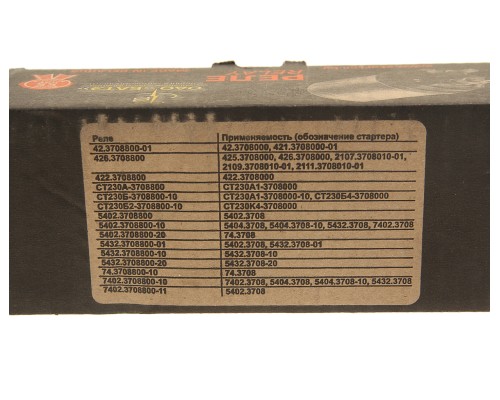 РЕЛЕ
ОАО «БАТЭ»
Реле Применяемость (обозначение стартера)
42.3708800-01 42.3708000, 421.3708000-01
426.3708800 425.3708000, 426.3708000, 2107.3708010-01,
2109.3708010-01, 2111.3708010-01
422.3708800 422.3708000
СТ230А-3708800 СТ230А1-3708000
СТ230Б-3708800-10 СТ230А1-3708000-10, СТ230Б4-3708000
СТ230Б2-3708800-10 СТ230К4-3708000
5402.3708800 5402.3708
5402.3708800-10 5404.3708, 5404.3708-10, 5432.3708, 7402.3708
5402.3708800-20 74.3708
5432.3708800-01 5432.3708, 5432.3708-01
5432.3708800-10 5432.3708-10
5432.3708800-20 5432.3708-20
74.3708800-10 74.3708
7402.3708800-10 7402.3708, 5404.3708, 5404.3708-10, 5432.3708
7402.3708800-11 5402.3708